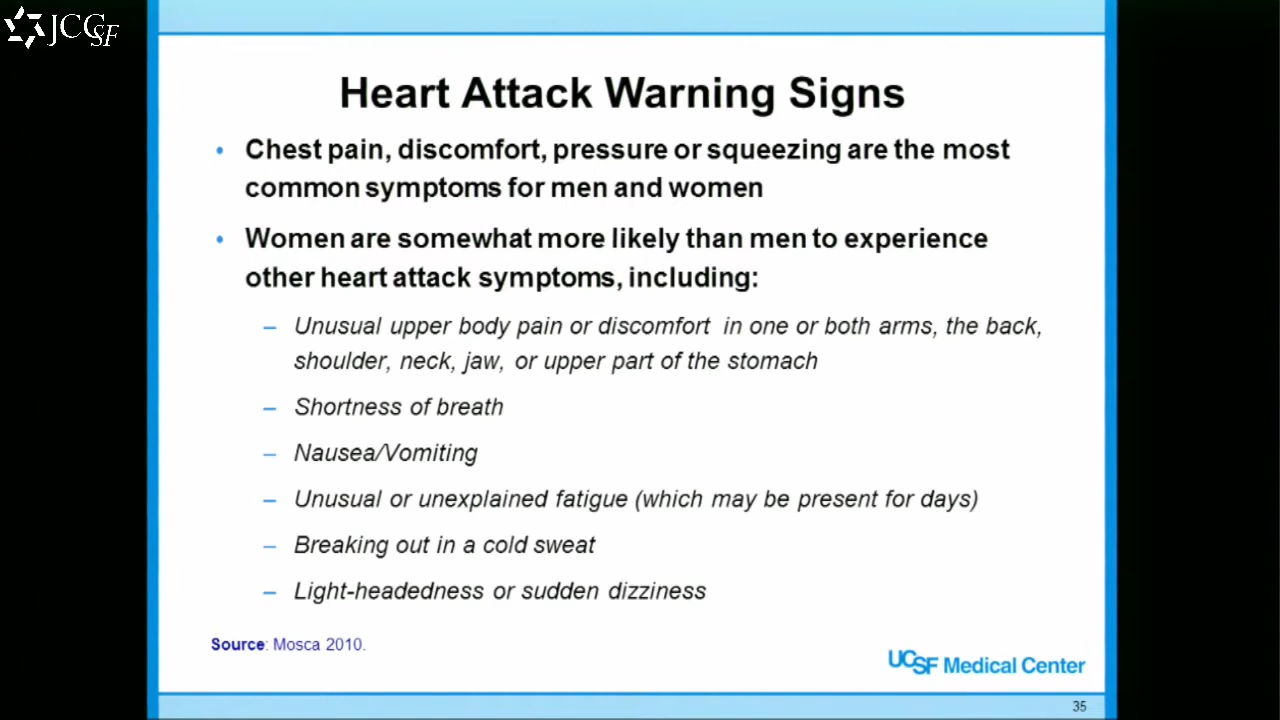 JCCSF
Heart Attack Warning Signs
• Chest pain, discomfort, pressure or squeezing are the most
common symptoms for men and women
• Women are somewhat more likely than men to experience
other heart attack symptoms, including:
– Unusual upper body pain or discomfort in one or both arms, the back,
shoulder, neck, jaw, or upper part of the stomach
– Shortness of breath
– Nausea/Vomiting
– Unusual or unexplained fatigue (which may be present for days)
– Breaking out in a cold sweat
– Light-headedness or sudden dizziness
Source: Mosca 2010.
UCSF Medical Center
35